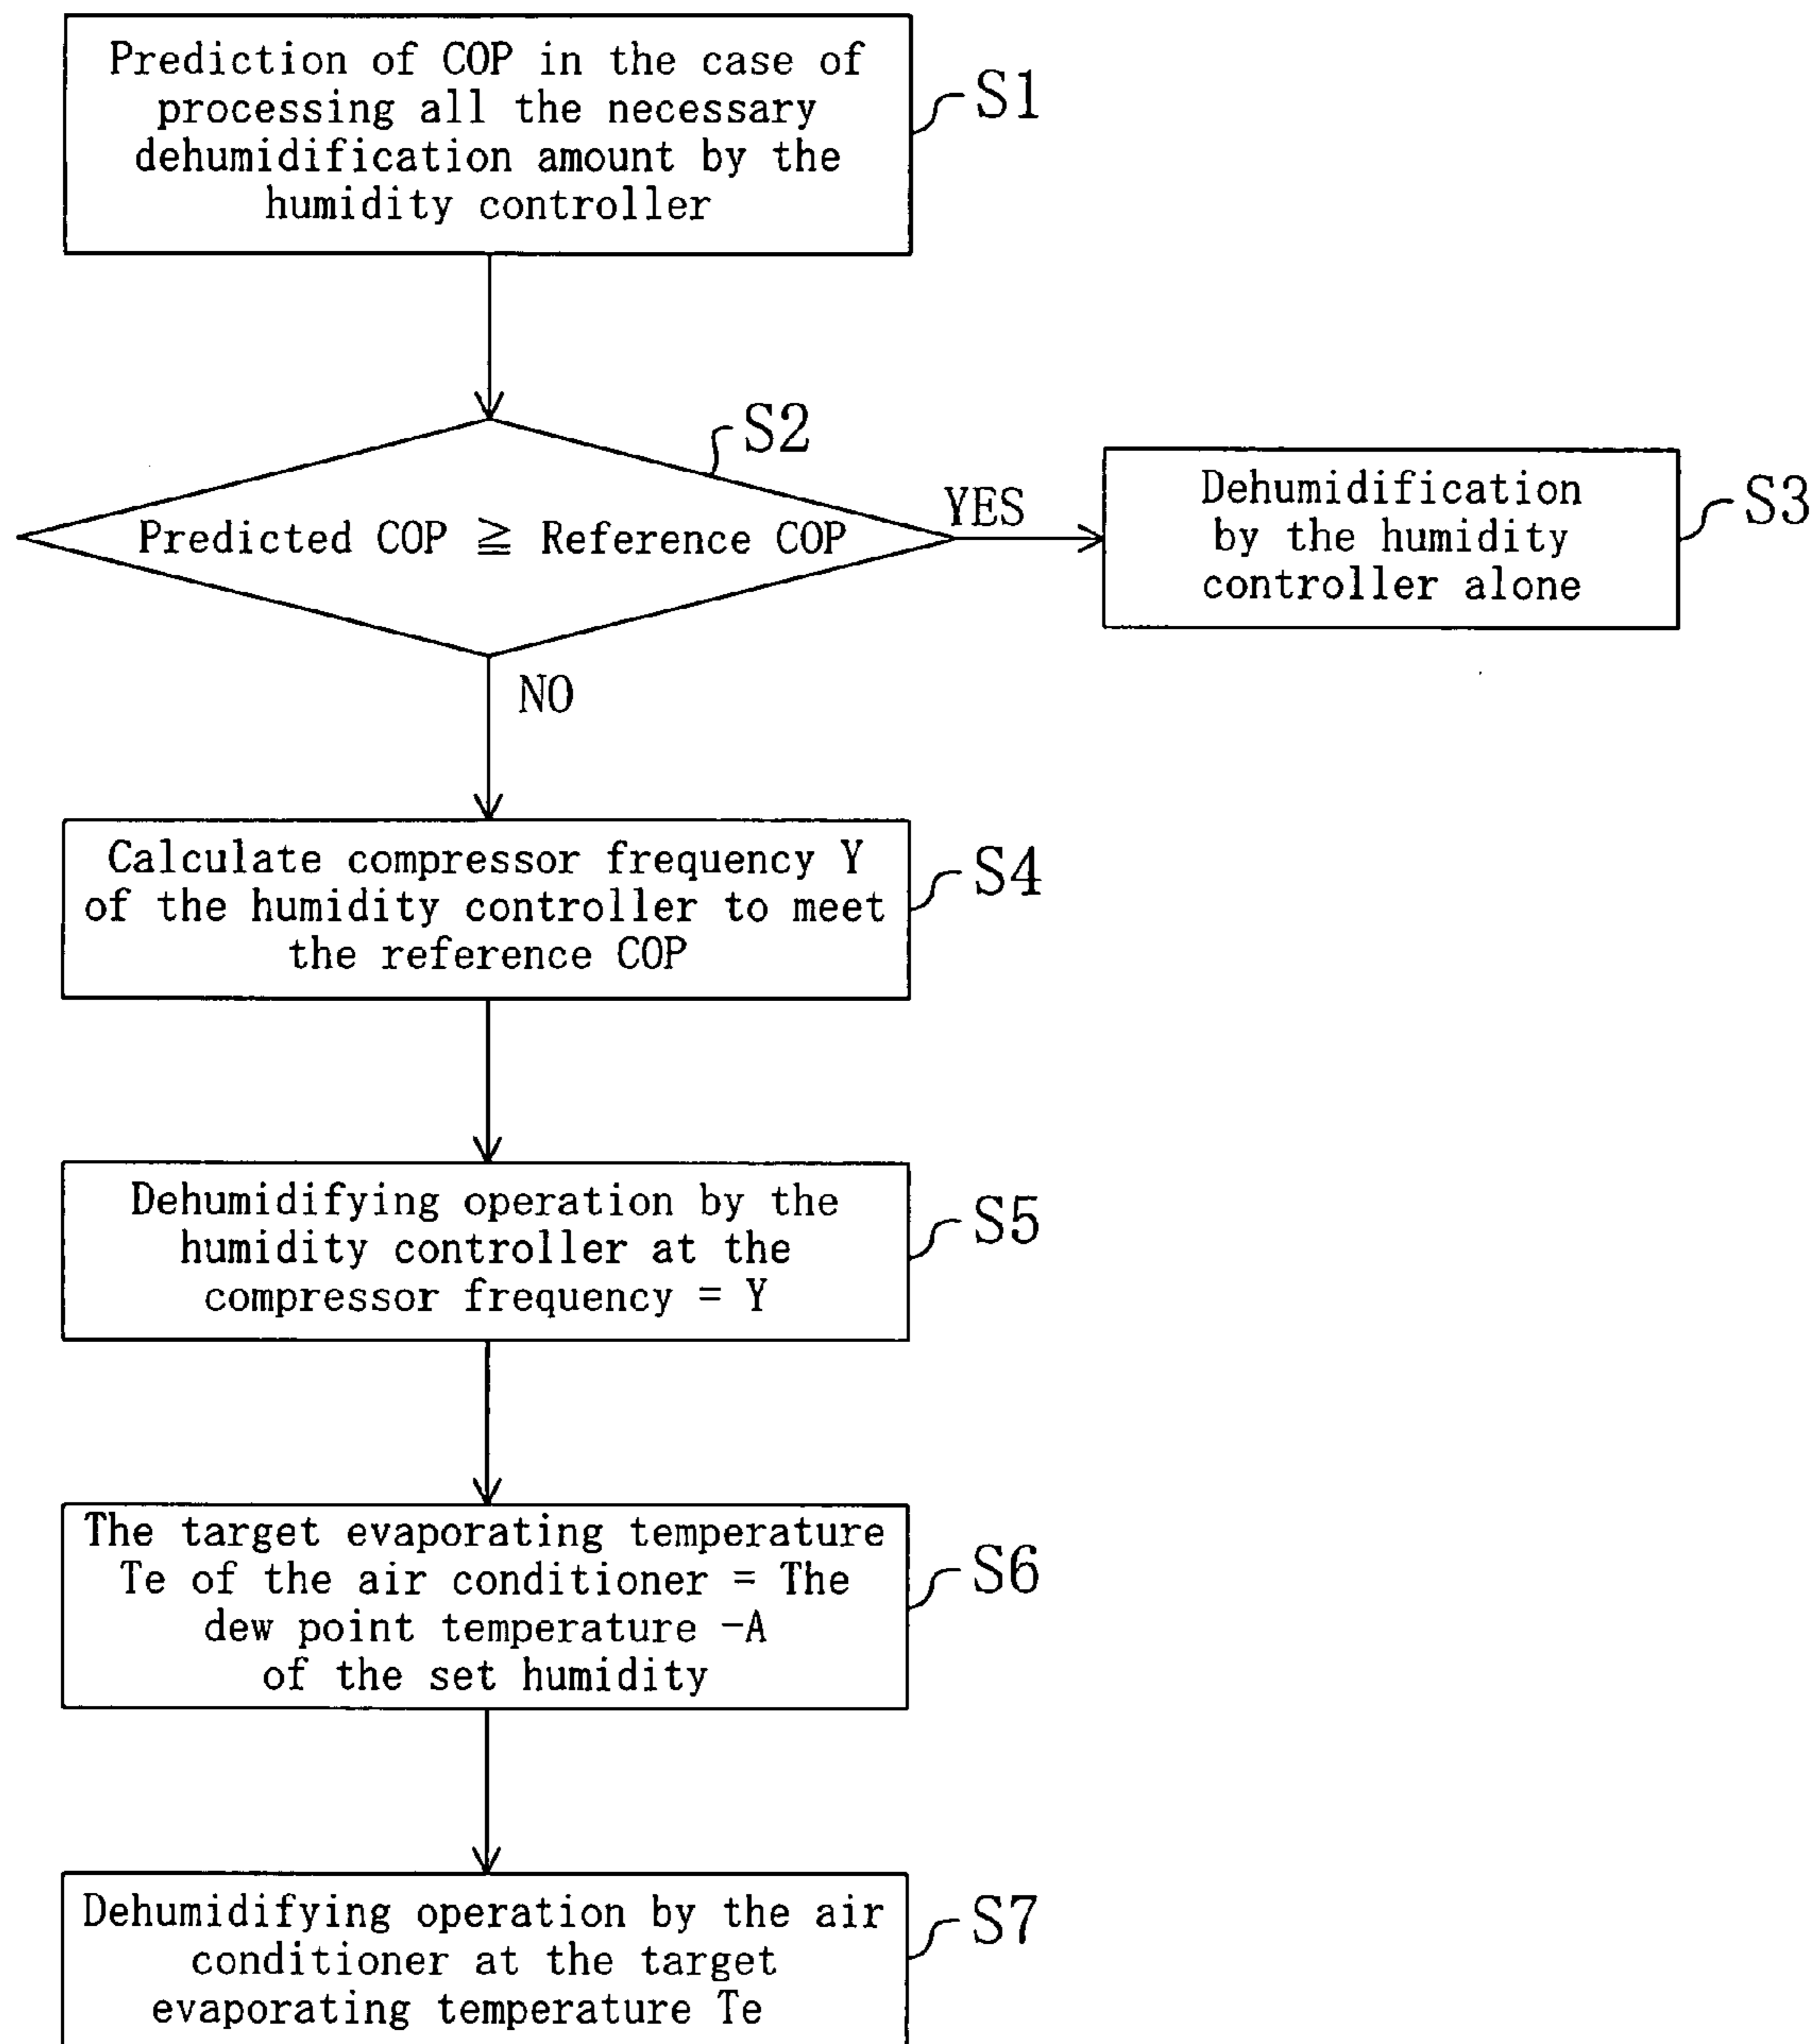 Prediction of COP in the case of
processing all the necessary
dehumidification amount by the
humidity controller
S1
S2
Predicted COP ≧ Reference COP
YES
Dehumidification
by the humidity
controller alone
S3
NO
Calculate compressor frequency Y
of the humidity controller to meet
the reference COP
S4
Dehumidifying operation by the
humidity controller at the
compressor frequency = Y
S5
The target evaporating temperature
Te of the air conditioner = The
dew point temperature -A
of the set humidity
S6
Dehumidifying operation by the air
conditioner at the target
evaporating temperature Te
S7